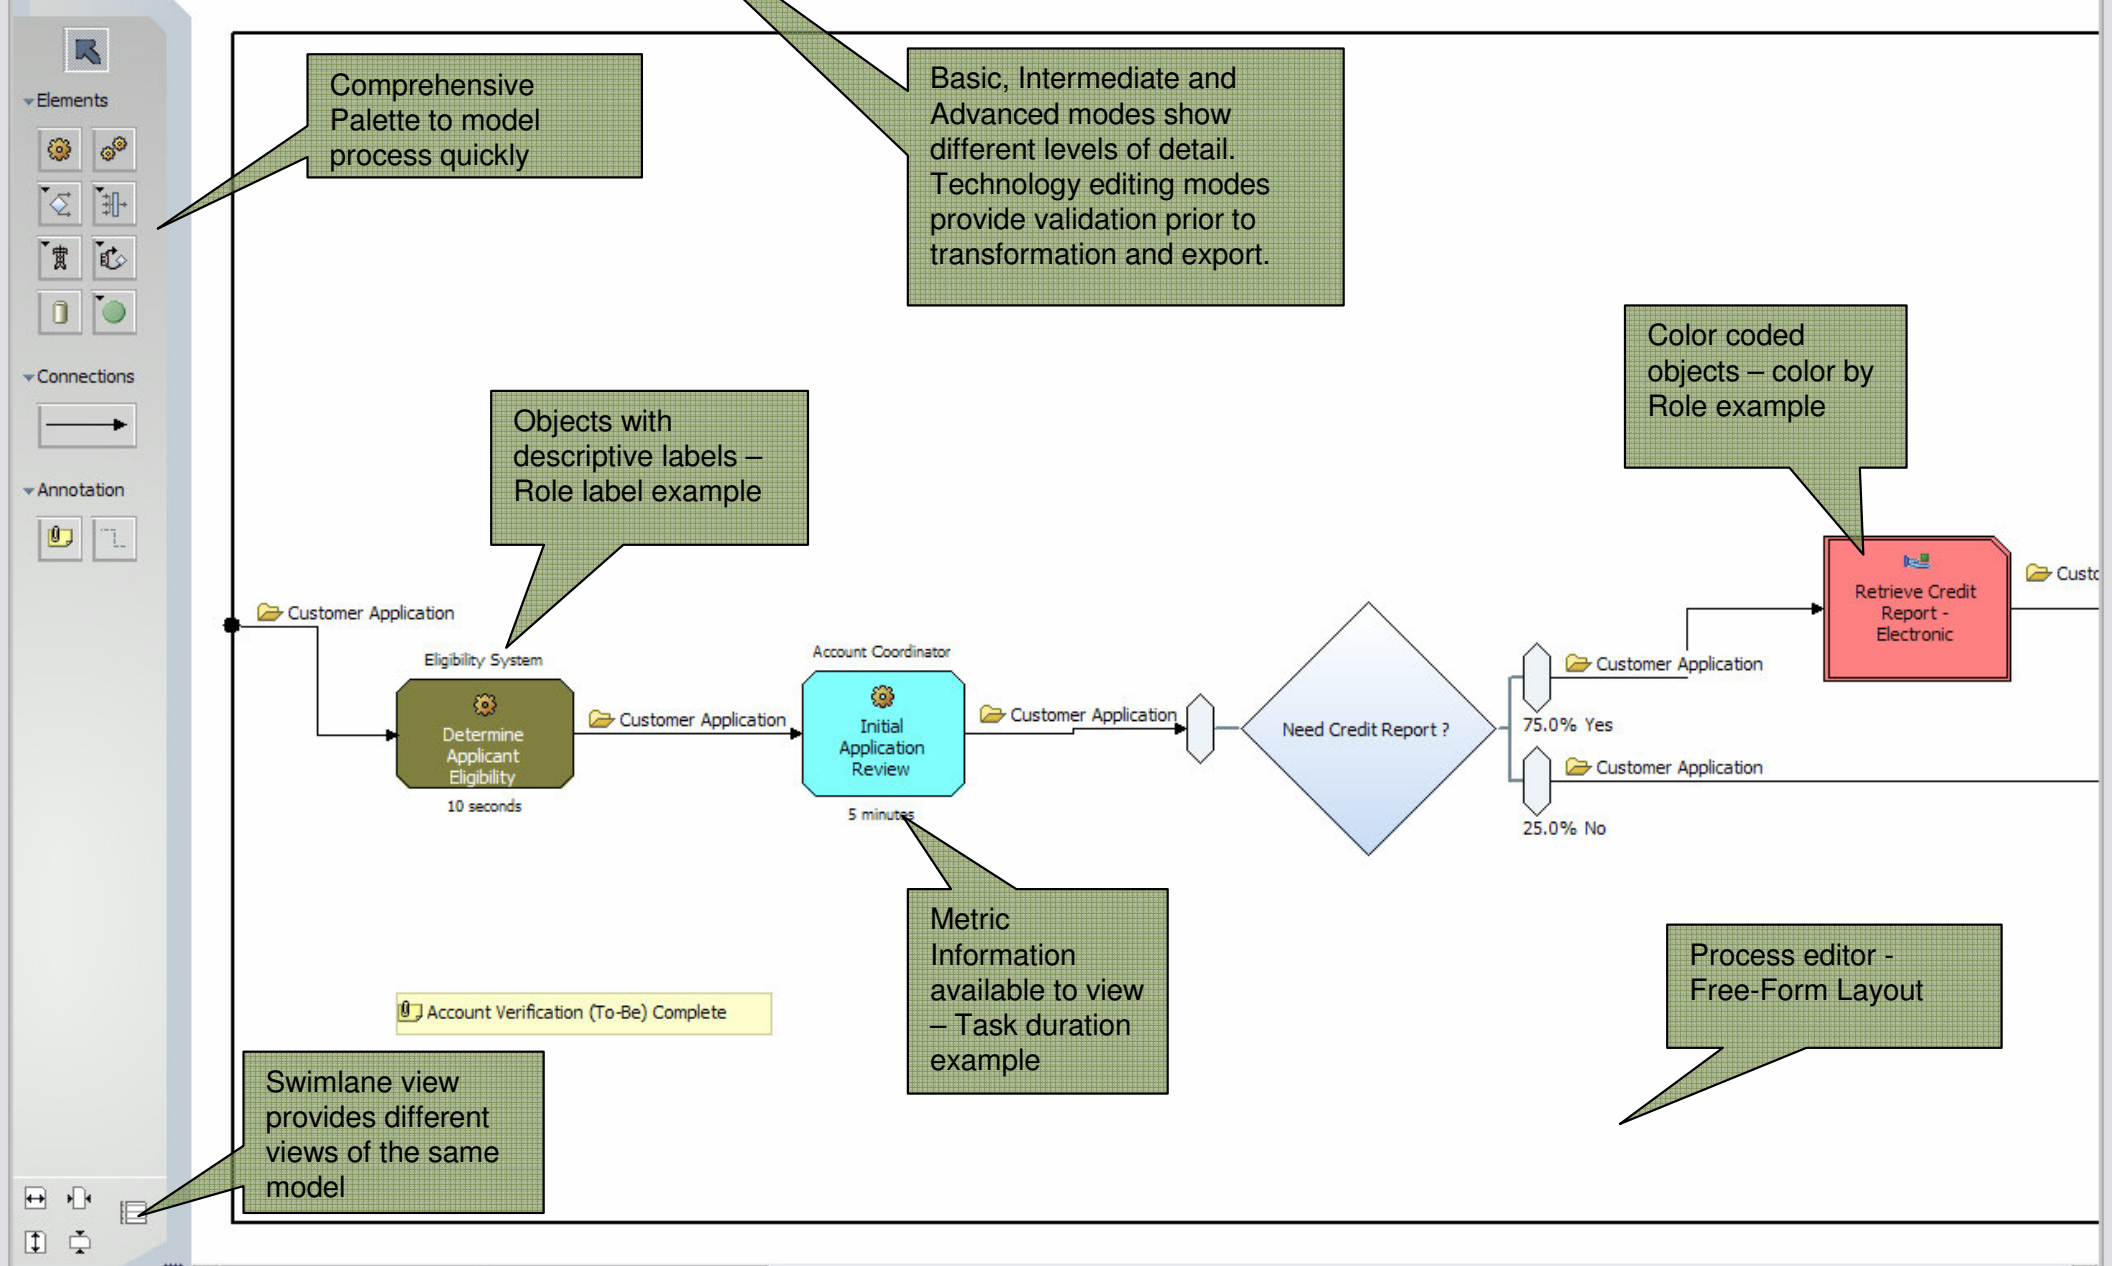 Elements
Connections
Annotation
Comprehensive
Palette to model
process quickly
Basic, Intermediate and
Advanced modes show
different levels of detail.
Technology editing modes
provide validation prior to
transformation and export.
Color coded
objects – color by
Role example
Objects with
descriptive labels –
Role label example
Customer Application
Eligibility System
Determine
Applicant
Eligibility
10 seconds
Customer Application
Account Coordinator
Initial
Application
Review
5 minutes
Customer Application
Need Credit Report ?
Customer Application
75.0% Yes
Customer Application
25.0% No
Retrieve Credit
Report -
Electronic
Custo
Metric
Information
available to view
– Task duration
example
Process editor -
Free-Form Layout
Account Verification (To-Be) Complete
Swimlane view
provides different
views of the same
model